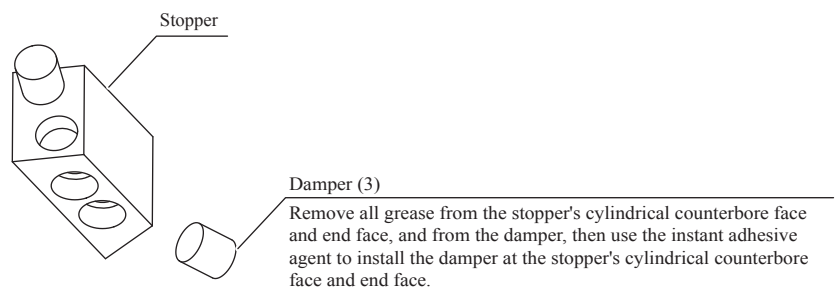 Stopper
Damper (3)
Remove all grease from the stopper's cylindrical counterbore face
and end face, and from the damper, then use the instant adhesive
agent to install the damper at the stopper's cylindrical counterbore
face and end face.